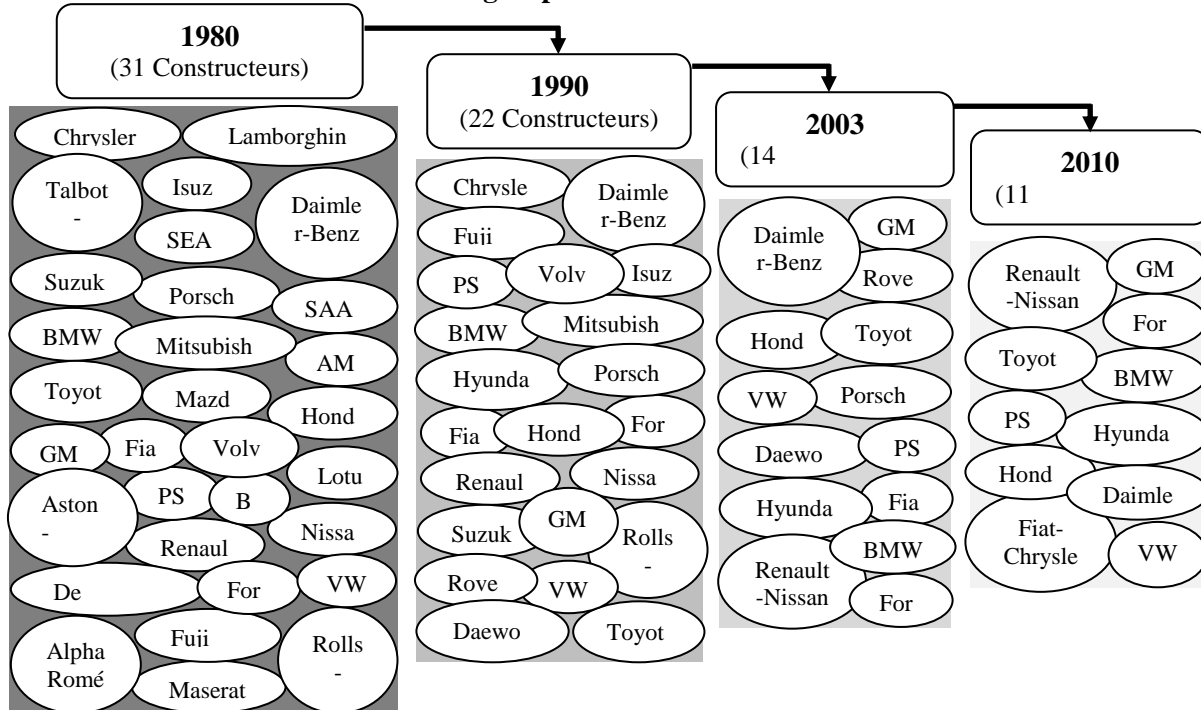 1980
(31 Constructeurs)
1990
(22 Constructeurs)
2003
(14
2010
(11
Chrysler
Lamborghin
Talbot
-
Isuz
Daimle
r-Benz
SEA
Suzuk
Porsch
SAA
BMW
Mitsubish
AM
Toyot
Mazd
Hond
GM
Fia
Volv
Lotu
Aston
-
PS
B
Nissa
Renaul
De
For
VW
Alpha
Romé
Fuji
Rolls
-
Maserat
Chrysle
Daimle
r-Benz
Fuji
PS
Volv
Isuz
BMW
Mitsubish
Hyunda
Porsch
Fia
Hond
For
Renaul
Nissa
Suzuk
GM
Rolls
-
Rove
VW
Daewo
Toyot
Daimle
r-Benz
GM
Rove
Hond
Toyot
VW
Porsch
Daewo
PS
Hyunda
Fia
Renault
-Nissan
BMW
For
Renault
-Nissan
GM
For
Toyot
BMW
PS
Hyunda
Hond
Daimle
Fiat-
Chrysle
VW